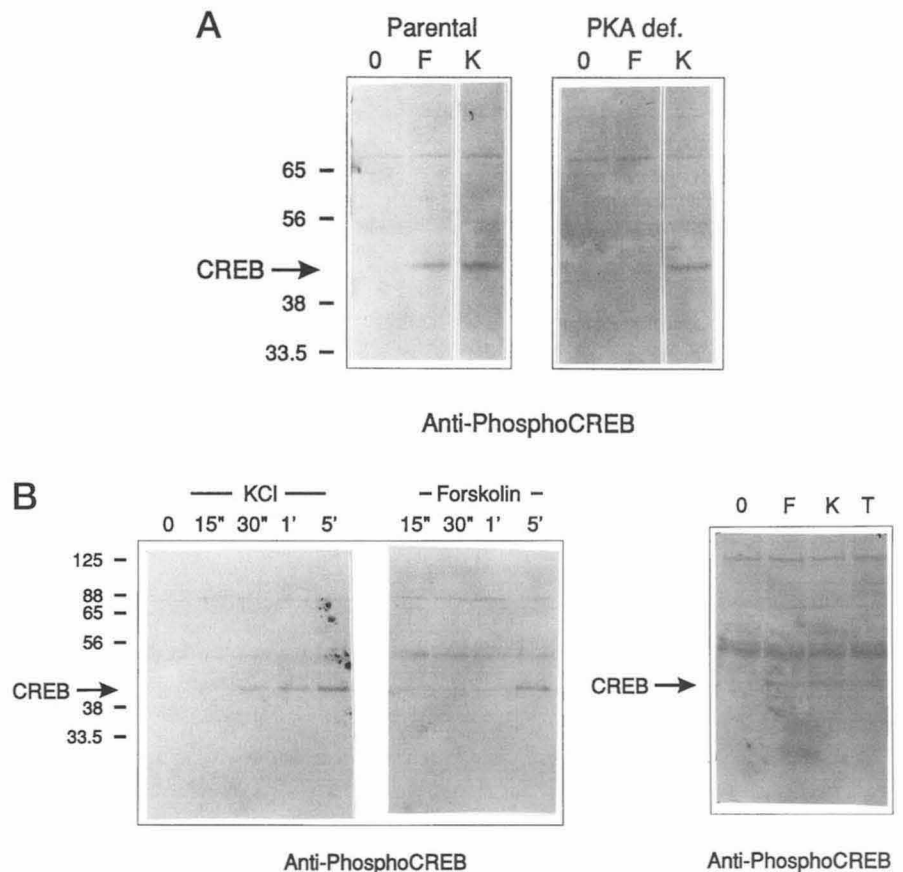 A
Parental
PKA def.
0 F K
0 F K
65
56
CREB
38
33.5
Anti-PhosphoCREB
B
KCl
Forskolin
0 15" 30" 1' 5'
15" 30" 1' 5'
0 F K T
125
88
65
56
CREB
38
33.5
CREB
Anti-PhosphoCREB
Anti-PhosphoCREB